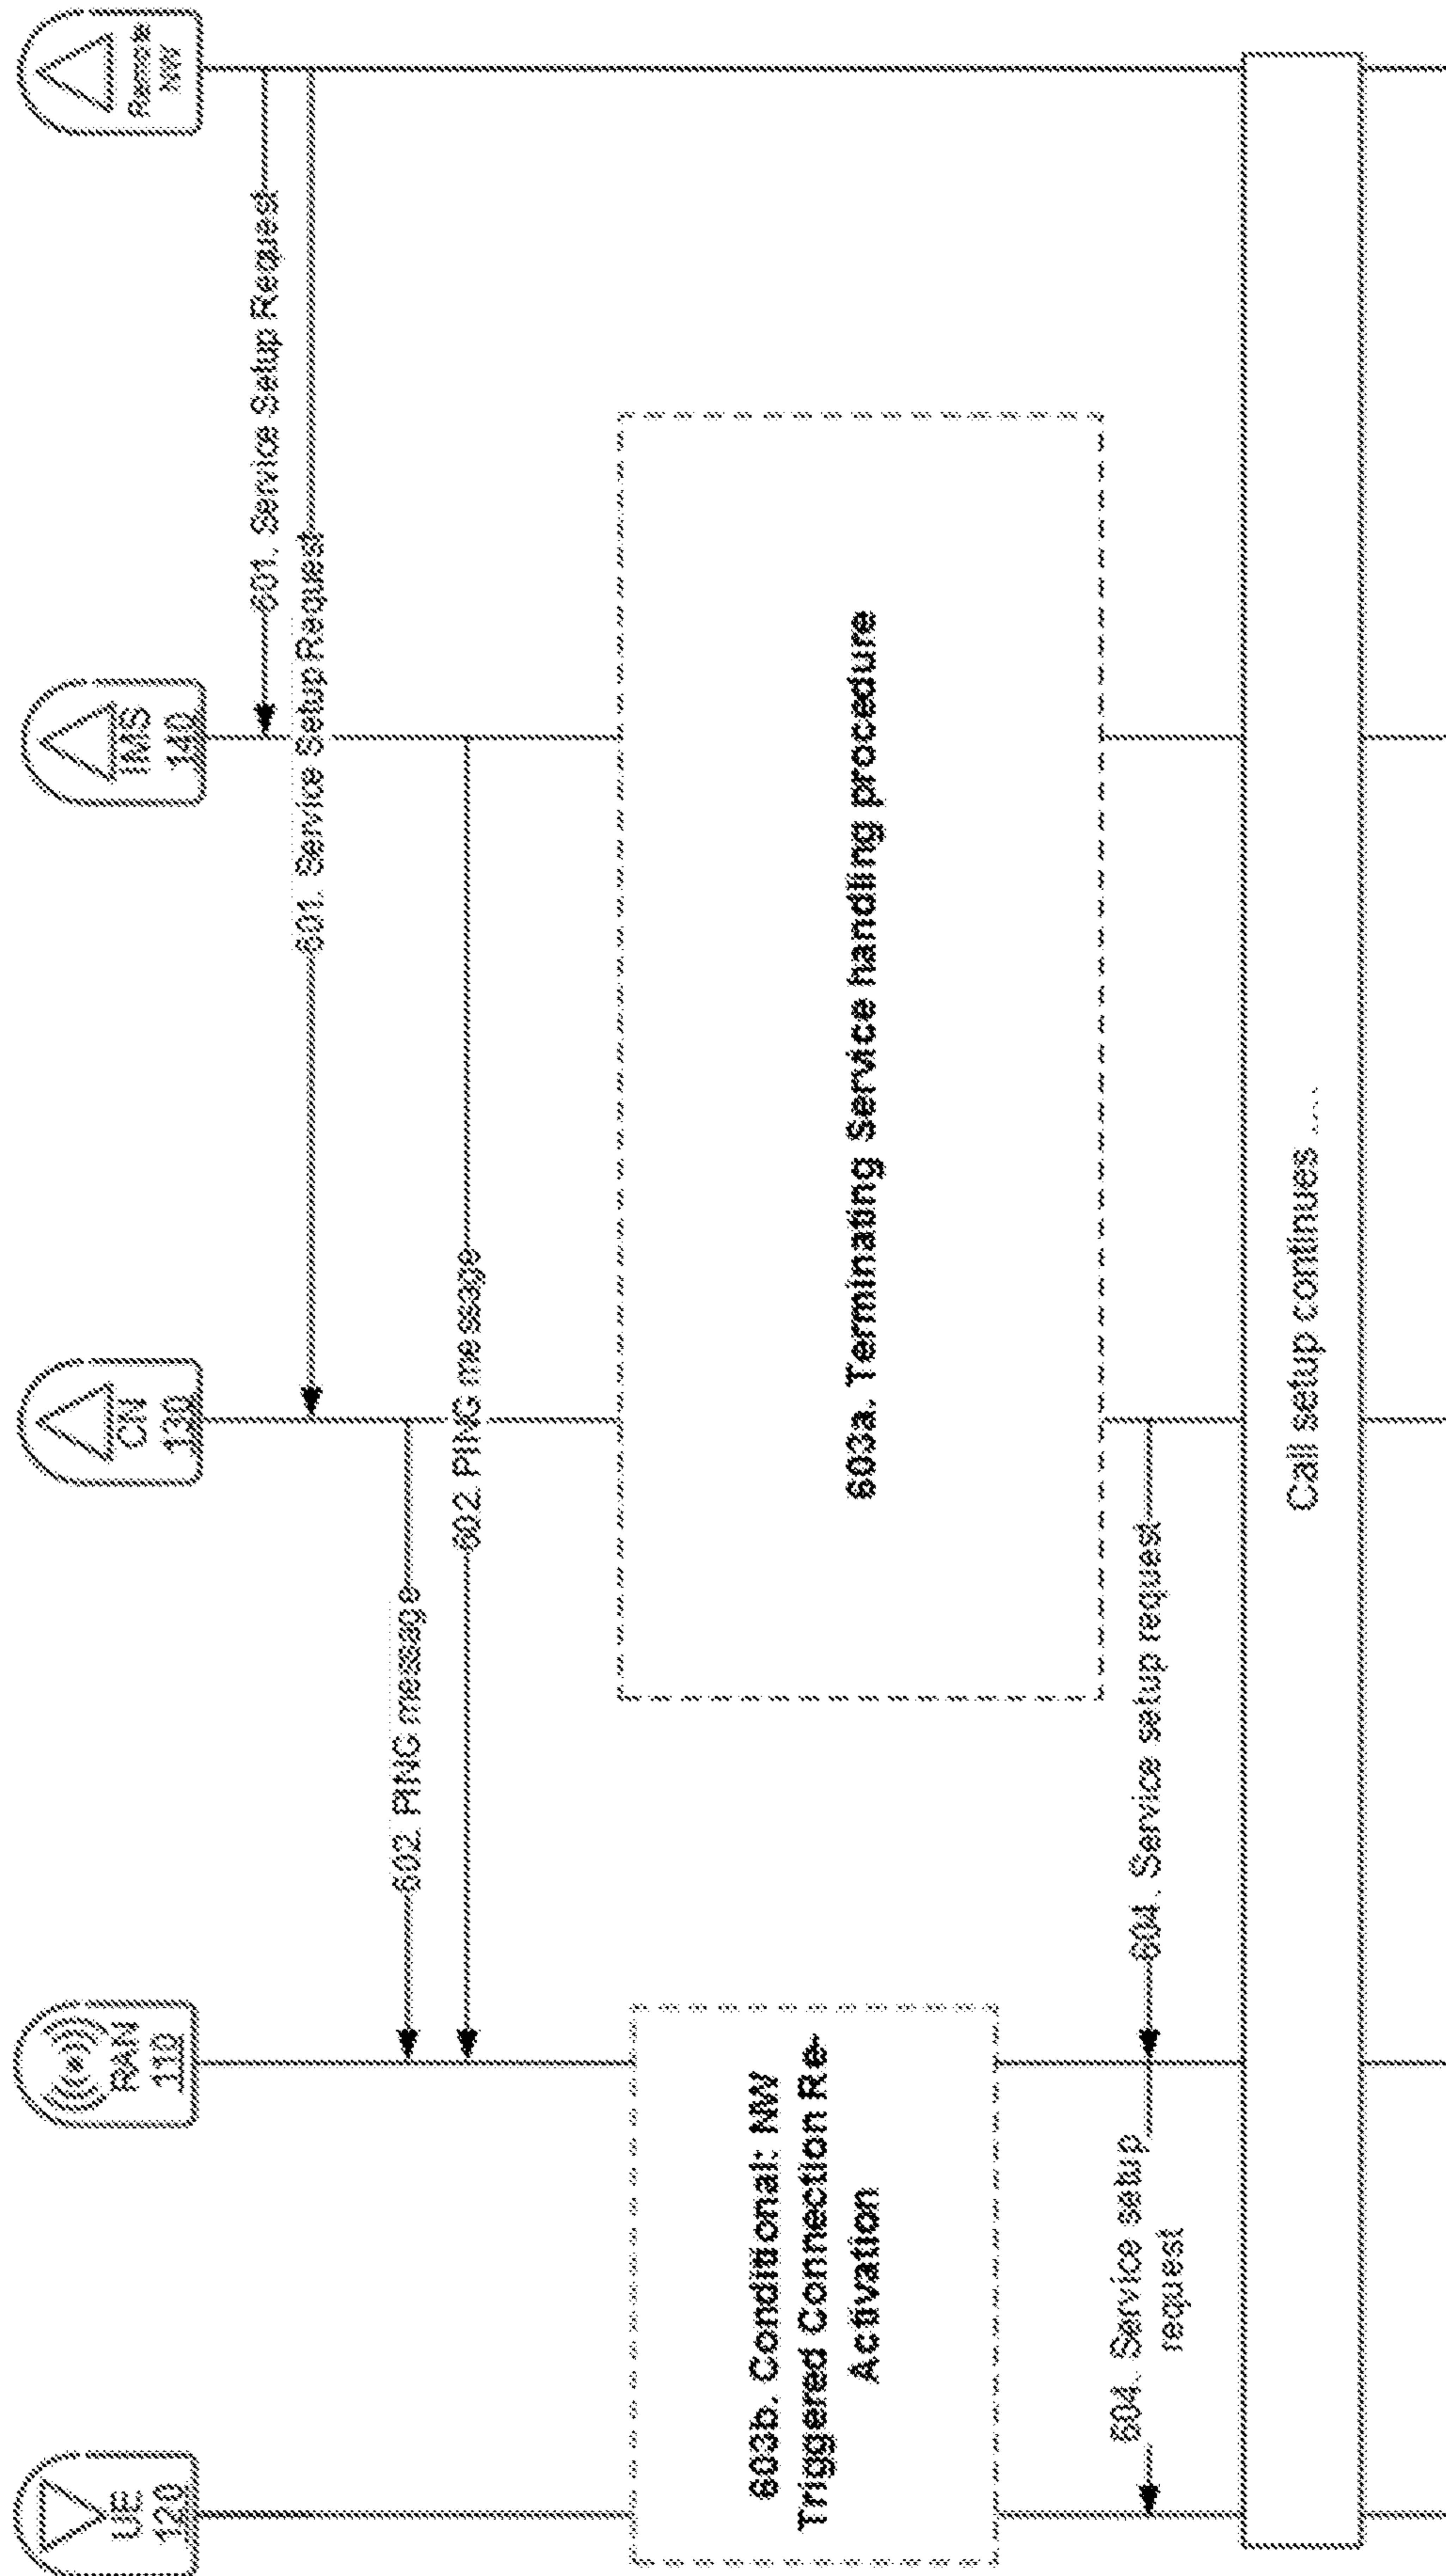 UE
120
RAN
110
CN
130
IMS
140
Remote
NW
601. Service Setup Request
601. Service Setup Request
602. PING message
602. PING message
603b. Conditional: NW
Triggered Connection Re-
Activation
603a. Terminating Service handling procedure
604. Service setup
request
604. Service setup request
Call setup continues ....